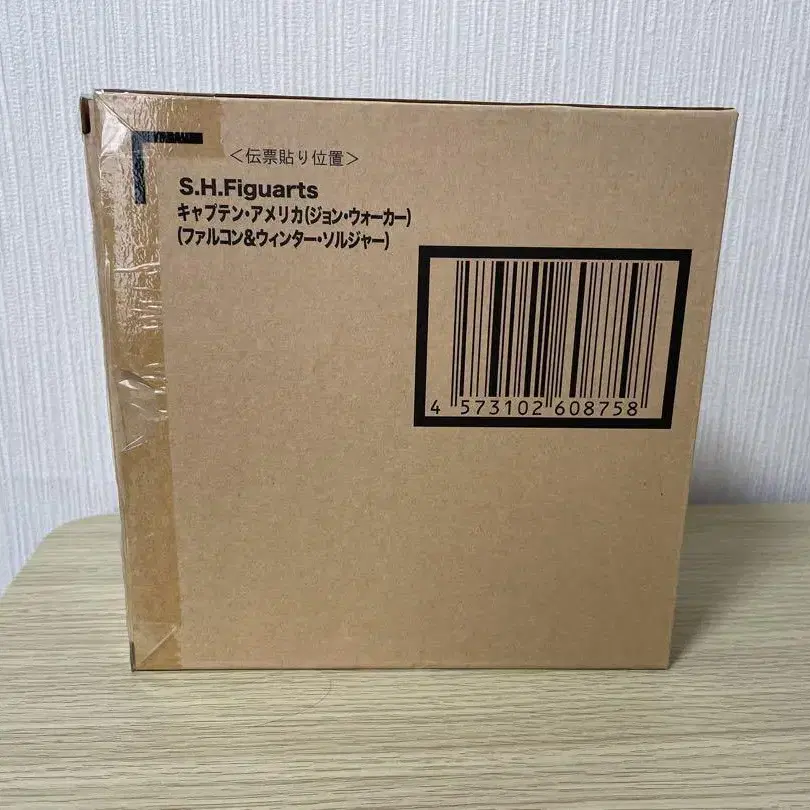 <伝票貼り位置>
S.H.Figuarts
キャプテン・アメリカ(ジョン・ウォーカー)
(ファルコン&ウィンター・ソルジャー)
4 573102 608758